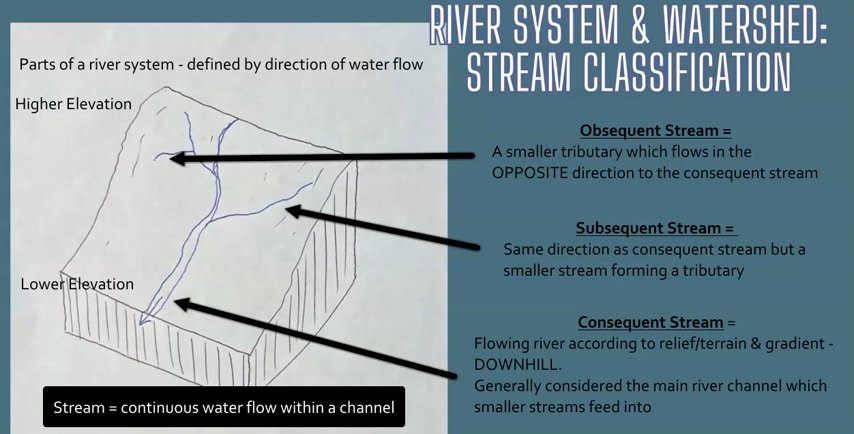 RIVER SYSTEM & WATERSHED:
STREAM CLASSIFICATION
Parts of a river system - defined by direction of water flow
Higher Elevation
Lower Elevation
Stream = continuous water flow within a channel
Obsequent Stream =
A smaller tributary which flows in the
OPPOSITE direction to the consequent stream
Subsequent Stream =
Same direction as consequent stream but a
smaller stream forming a tributary
Consequent Stream =
Flowing river according to relief/terrain & gradient -
DOWNHILL.
Generally considered the main river channel which
smaller streams feed into